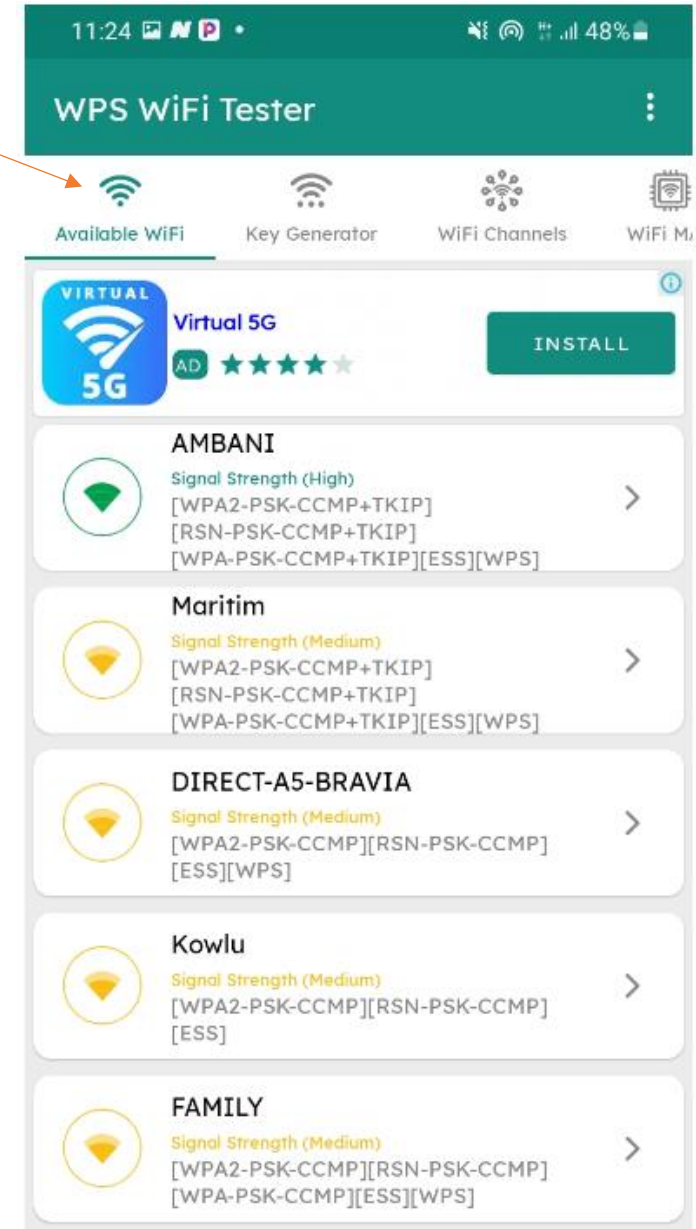 11:24
48%
WPS WiFi Tester
Available WiFi
Key Generator
WiFi Channels
WiFi M
VIRTUAL
5G
Virtual 5G
AD
INSTALL
AMBANI
Signal Strength (High)
[WPA2-PSK-CCMP+TKIP]
[RSN-PSK-CCMP+TKIP]
[WPA-PSK-CCMP+TKIP][ESS][WPS]
Maritim
Signal Strength (Medium)
[WPA2-PSK-CCMP+TKIP]
[RSN-PSK-CCMP+TKIP]
[WPA-PSK-CCMP+TKIP][ESS][WPS]
DIRECT-A5-BRAVIA
Signal Strength (Medium)
[WPA2-PSK-CCMP][RSN-PSK-CCMP]
[ESS][WPS]
Kowlu
Signal Strength (Medium)
[WPA2-PSK-CCMP][RSN-PSK-CCMP]
[ESS]
FAMILY
Signal Strength (Medium)
[WPA2-PSK-CCMP][RSN-PSK-CCMP]
[WPA-PSK-CCMP][ESS][WPS]